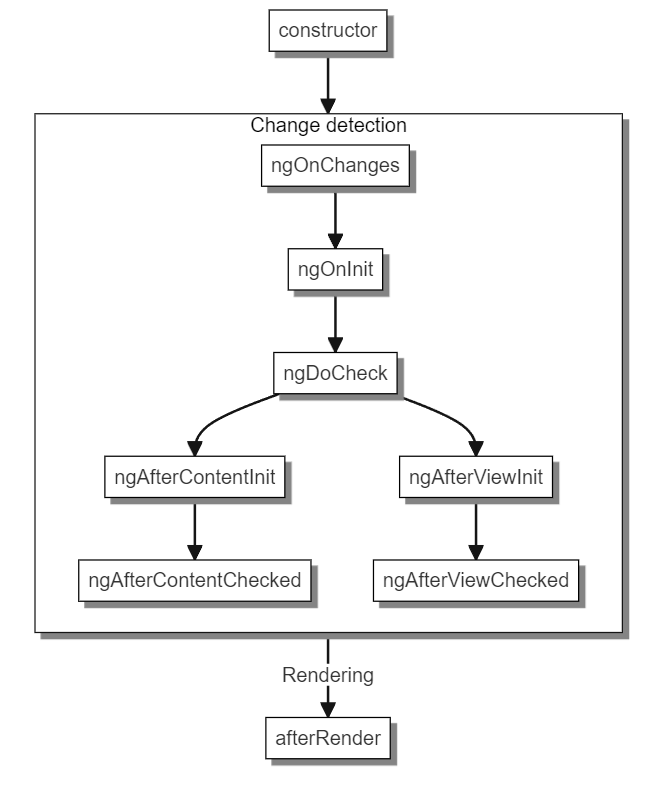 constructor
Change detection
ngOnChanges
ngOnInit
ngDoCheck
ngAfterContentInit
ngAfterViewInit
ngAfterContentChecked
ngAfterViewChecked
Rendering
afterRender